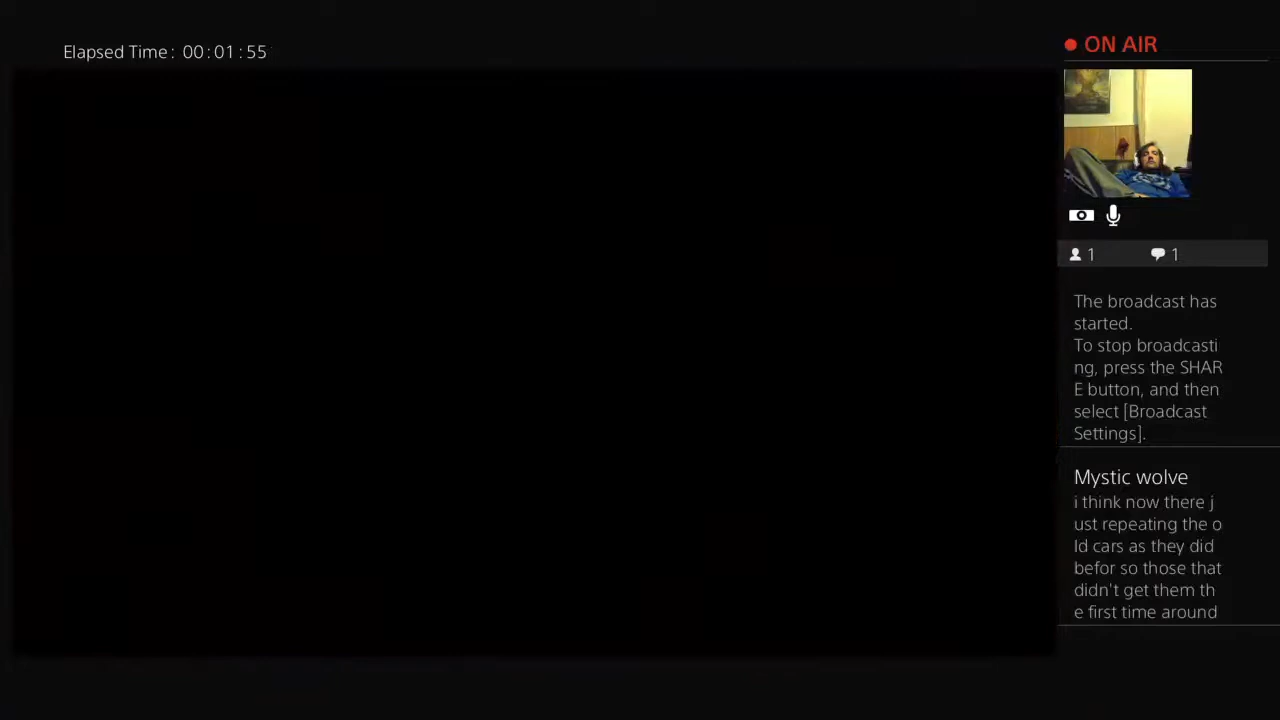 Elapsed Time: 00:01:55
ON AIR
1
1
The broadcast has
started.
To stop broadcasti
ng, press the SHAR
E button, and then
select [Broadcast
Settings].
Mystic wolve
i think now there j
ust repeating the o
ld cars as they did
befor so those that
didn't get them th
e first time around